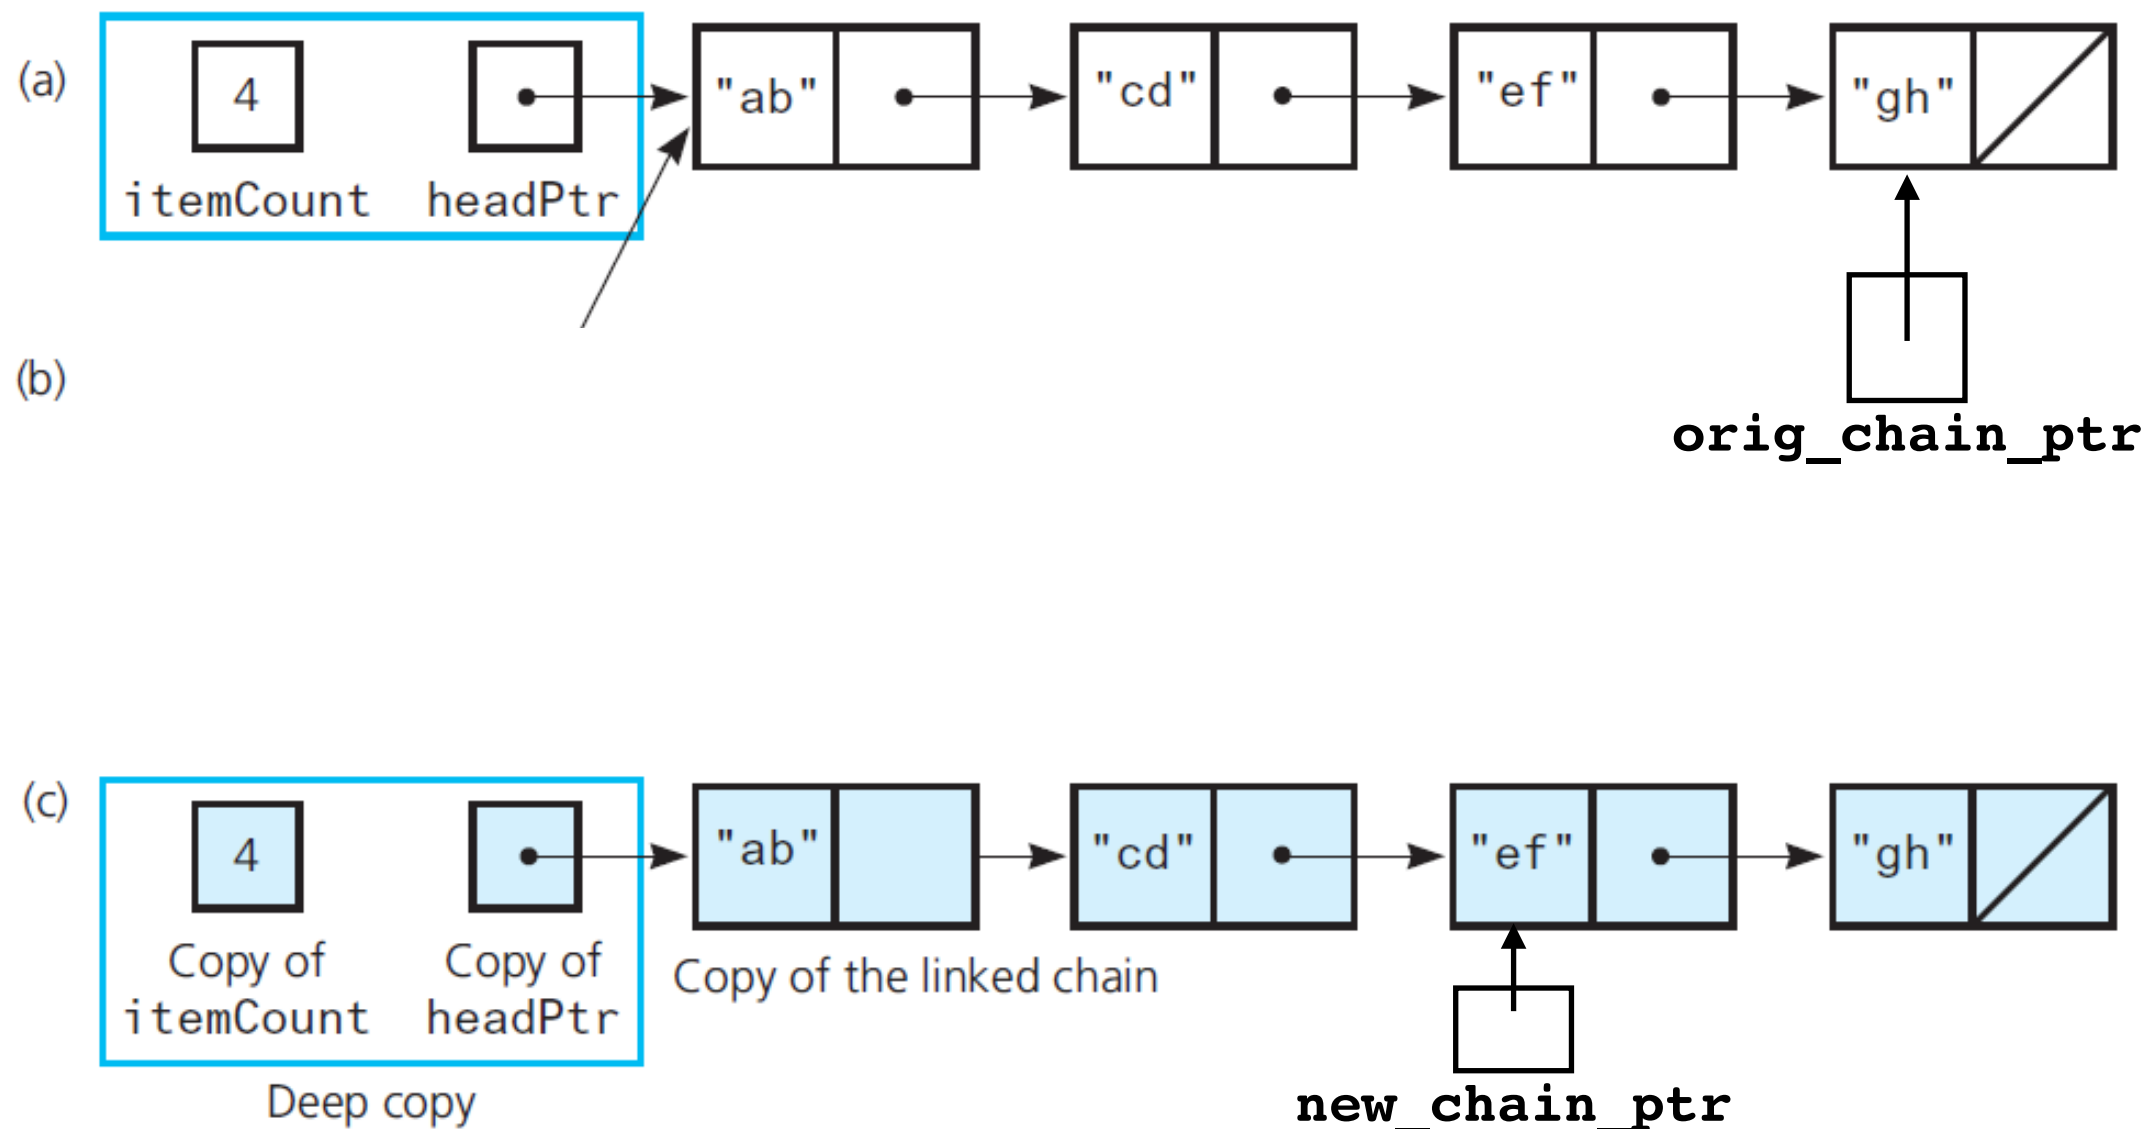 (a)
4
itemCount
headPtr
"ab"
"cd"
"ef"
"gh"
orig_chain_ptr
(b)
(c)
4
Copy of
itemCount
Copy of
headPtr
"ab"
"cd"
"ef"
"gh"
Copy of the linked chain
Deep copy
new_chain_ptr